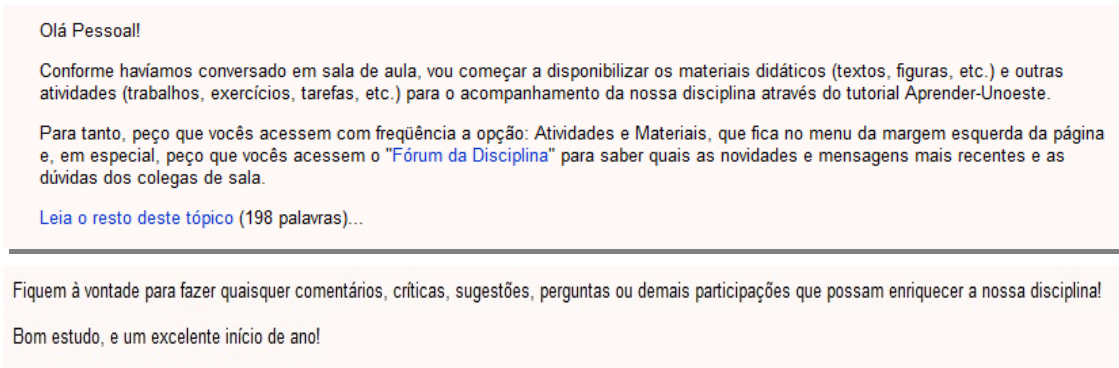 Olá Pessoal!
Conforme havíamos conversado em sala de aula, vou começar a disponibilizar os materiais didáticos (textos, figuras, etc.) e outras
atividades (trabalhos, exercícios, tarefas, etc.) para o acompanhamento da nossa disciplina através do tutorial Aprender-Unoeste.
Para tanto, peço que vocês acessem com freqüência a opção: Atividades e Materiais, que fica no menu da margem esquerda da página
e, em especial, peço que vocês acessem o "Fórum da Disciplina" para saber quais as novidades e mensagens mais recentes e as
dúvidas dos colegas de sala.
Leia o resto deste tópico (198 palavras)...
Fiquem à vontade para fazer quaisquer comentários, críticas, sugestões, perguntas ou demais participações que possam enriquecer a nossa disciplina!
Bom estudo, e um excelente início de ano!